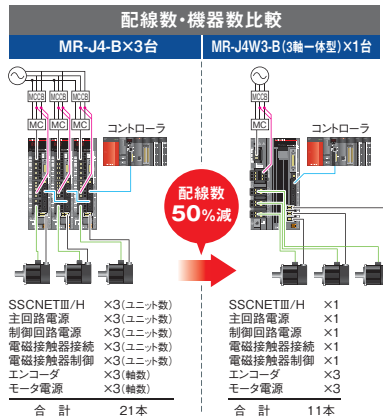 配線数・機器数比較
MR-J4-B×3台
MR-J4W3-B(3軸一体型)×1台
MCCB MCCB MCCB
MC MC MC
コントローラ
MCCB
MC
コントローラ
配線数
50%減
SSCNETⅢ/H ×3(ユニット数)
主回路電源 ×3(ユニット数)
制御回路電源 ×3(ユニット数)
電磁接触器接続 ×3(ユニット数)
電磁接触器制御 ×3(ユニット数)
エンコーダ ×3(軸数)
モータ電源 ×3(軸数)
合 計 21本
SSCNETⅢ/H ×1
主回路電源 ×1
制御回路電源 ×1
電磁接触器接続 ×1
電磁接触器制御 ×1
エンコーダ ×3
モータ電源 ×3
合 計 11本